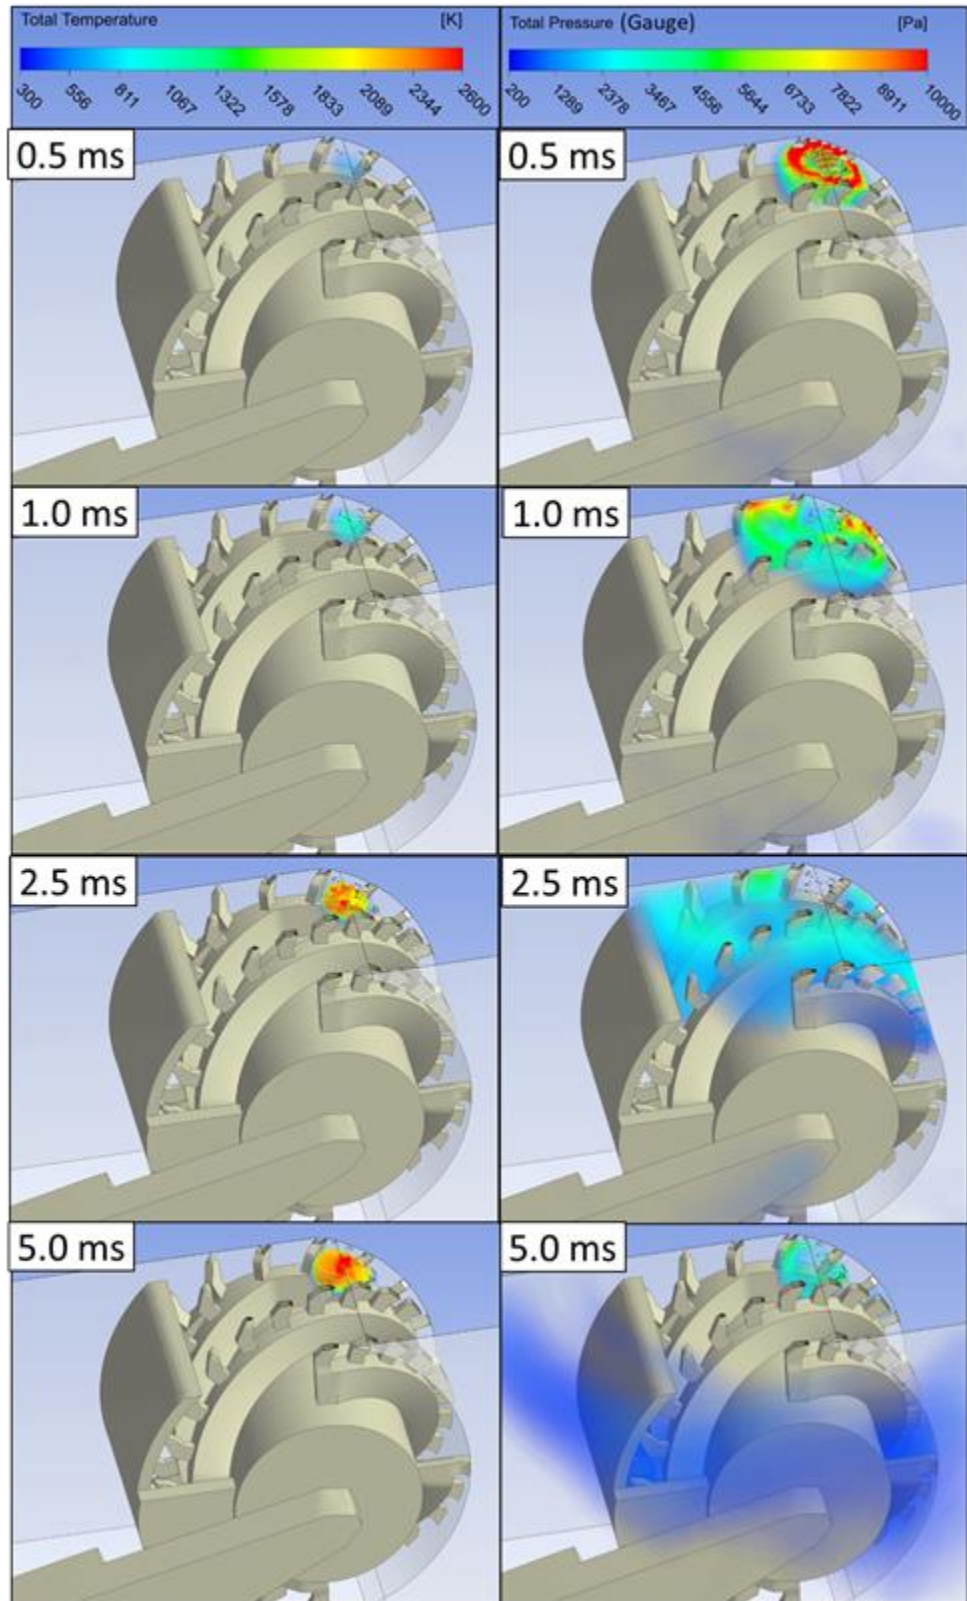 Total Temperature [K]
300 556 811 1067 1322 1578 1833 2089 2344 2600
Total Pressure (Gauge) [Pa]
200 1289 2378 3467 4556 5644 6733 7822 8911 10000
0.5 ms
0.5 ms
1.0 ms
1.0 ms
2.5 ms
2.5 ms
5.0 ms
5.0 ms